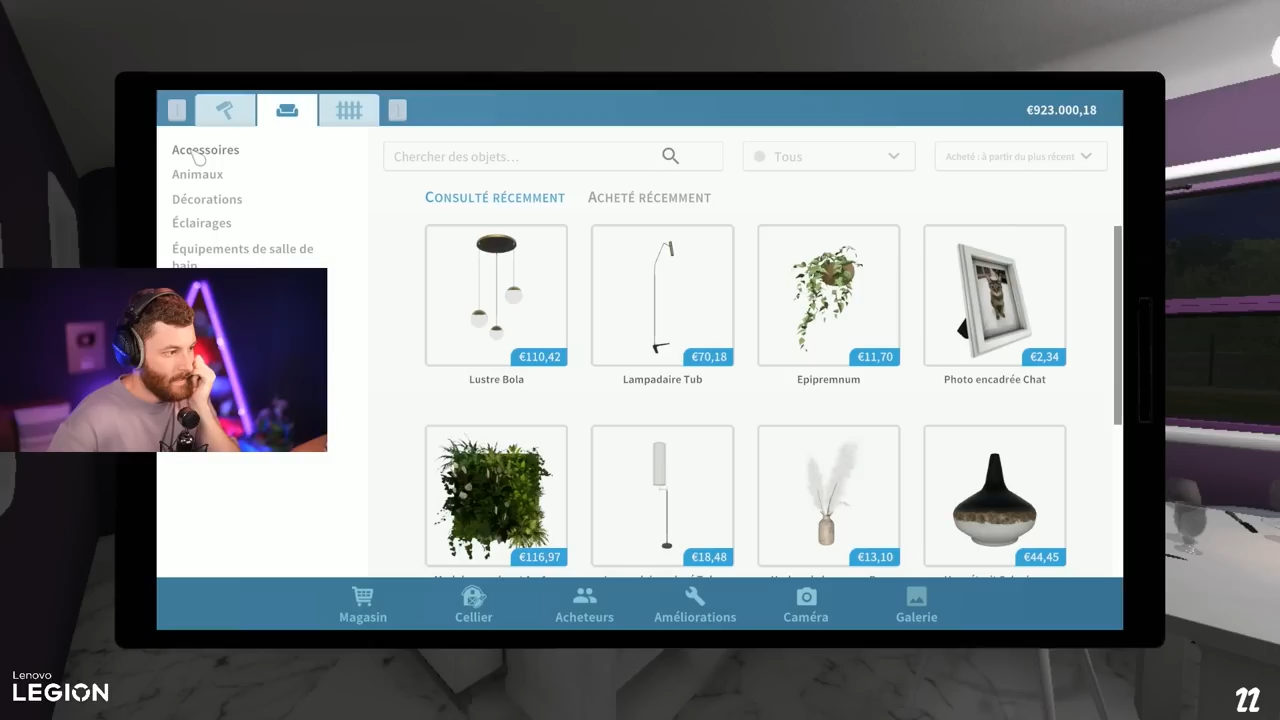 €923.000,18
Accessoires
Animaux
Décorations
Éclairages
Équipements de salle de
bain
Chercher des objets...
Tous
Acheté : à partir du plus récent
CONSULTÉ RÉCEMMENT
ACHETÉ RÉCEMMENT
€110,42
€70,18
€11,70
€2,34
Lustre Bola
Lampadaire Tub
Epipremnum
Photo encadrée Chat
€116,97
€18,48
€13,10
€44,45
Magasin
Cellier
Acheteurs
Améliorations
Caméra
Galerie
Lenovo
LEGION
22